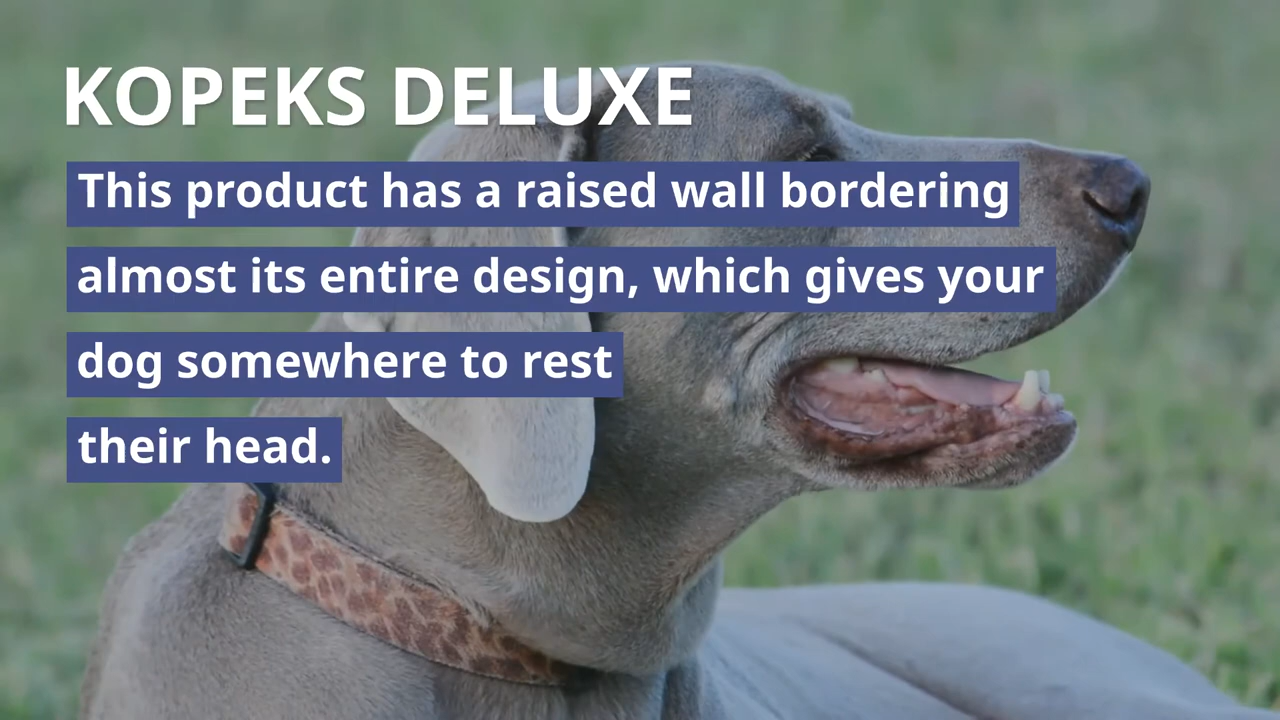 KOPEKS DELUXE
This product has a raised wall bordering
almost its entire design, which gives your
dog somewhere to rest
their head.